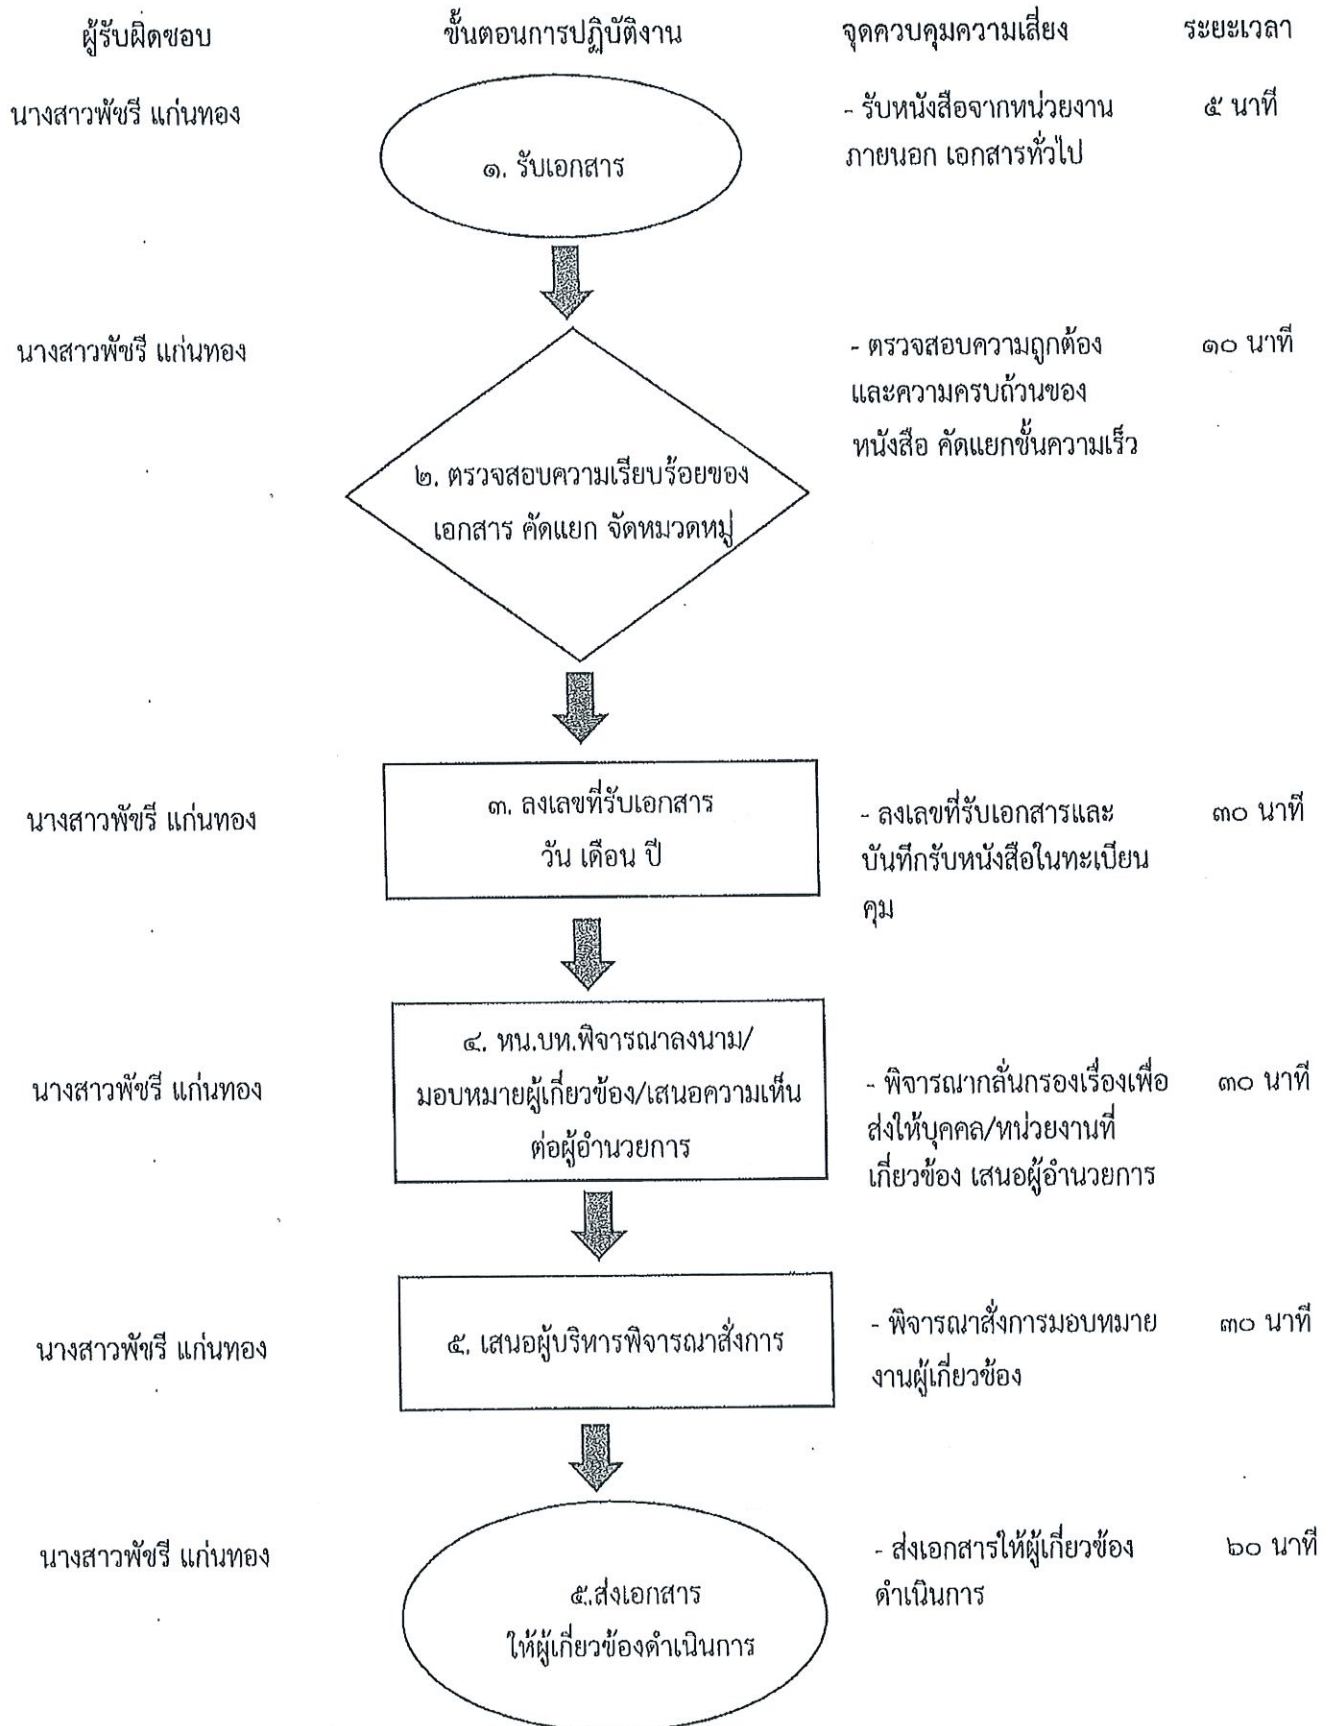 ผู้รับผิดชอบ ขั้นตอนการปฏิบัติงาน จุดควบคุมความเสี่ยง ระยะเวลา
นางสาวพัชรี แก่นทอง
๑. รับเอกสาร
- รับหนังสือจากหน่วยงาน
ภายนอก เอกสารทั่วไป
๕ นาที
นางสาวพัชรี แก่นทอง
๒. ตรวจสอบความเรียบร้อยของ
เอกสาร คัดแยก จัดหมวดหมู่
- ตรวจสอบความถูกต้อง
และความครบถ้วนของ
หนังสือ คัดแยกชั้นความเร็ว
๑๐ นาที
นางสาวพัชรี แก่นทอง
๓. ลงเลขที่รับเอกสาร
วัน เดือน ปี
- ลงเลขที่รับเอกสารและ
บันทึกรับหนังสือในทะเบียน
คุม
๓๐ นาที
นางสาวพัชรี แก่นทอง
๔. หน.บท.พิจารณาลงนาม/
มอบหมายผู้เกี่ยวข้อง/เสนอความเห็น
ต่อผู้อำนวยการ
- พิจารณากลั่นกรองเรื่องเพื่อ
ส่งให้บุคคล/หน่วยงานที่
เกี่ยวข้อง เสนอผู้อำนวยการ
๓๐ นาที
นางสาวพัชรี แก่นทอง
๕. เสนอผู้บริหารพิจารณาสั่งการ
- พิจารณาสั่งการมอบหมาย
งานผู้เกี่ยวข้อง
๓๐ นาที
นางสาวพัชรี แก่นทอง
๕.ส่งเอกสาร
ให้ผู้เกี่ยวข้องดำเนินการ
- ส่งเอกสารให้ผู้เกี่ยวข้อง
ดำเนินการ
๖๐ นาที